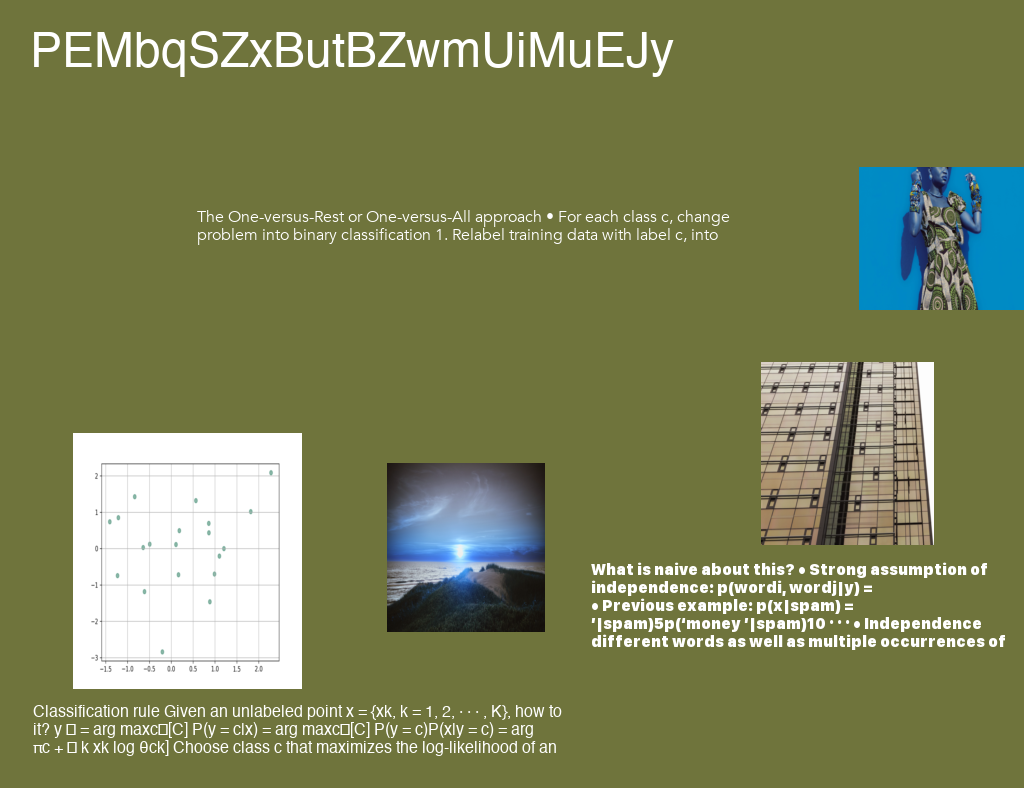 PEMbqSZxButBZwmUiMuEJy
The One-versus-Rest or One-versus-All approach • For each class c, change
problem into binary classification 1. Relabel training data with label c, into
2
1
0
−1
−2
−3
−1.5 −1.0 −0.5 0.0 0.5 1.0 1.5 2.0
What is naive about this? • Strong assumption of
independence: p(wordi, wordj|y) =
• Previous example: p(x|spam) =
’|spam)5p(‘money ’|spam)10 · · · • Independence
different words as well as multiple occurrences of
Classification rule Given an unlabeled point x = {xk, k = 1, 2, · · · , K}, how to
it? y □ = arg maxc□[C] P(y = c|x) = arg maxc□[C] P(y = c)P(x|y = c) = arg
πc + □ k xk log θck] Choose class c that maximizes the log-likelihood of an